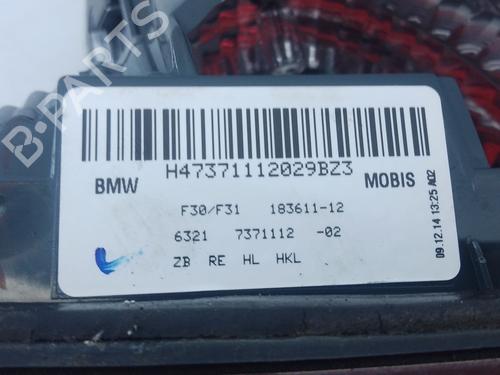 B-PARTS
H47371112029BZ3
BMW
MOBIS
F30/F31 183611-12
6321 7371112 -02
ZB RE HL HKL
09.12.14 13:25 A02